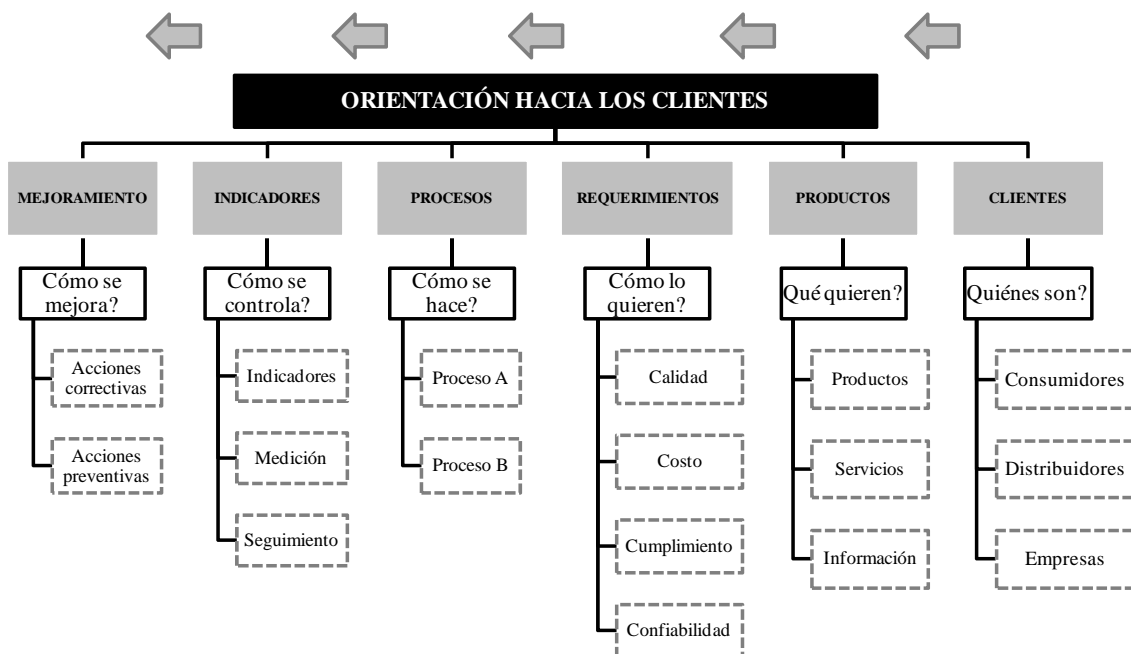 ORIENTACIÓN HACIA LOS CLIENTES
MEJORAMIENTO
INDICADORES
PROCESOS
REQUERIMIENTOS
PRODUCTOS
CLIENTES
Cómo se
mejora?
Cómo se
controla?
Cómo se
hace?
Cómo lo
quieren?
Qué quieren?
Quiénes son?
Acciones
correctivas
Acciones
preventivas
Indicadores
Medición
Seguimiento
Proceso A
Proceso B
Calidad
Costo
Cumplimiento
Confiabilidad
Productos
Servicios
Información
Consumidores
Distribuidores
Empresas